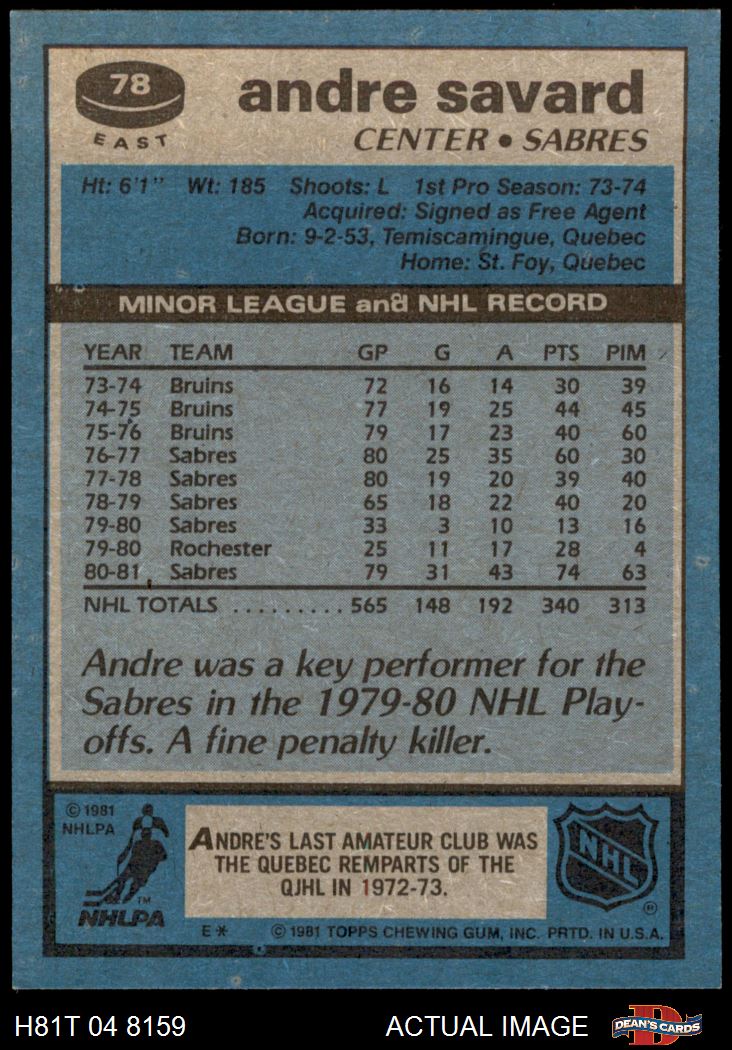 78
EAST
andre savard
CENTER • SABRES
Ht: 6'1" Wt: 185 Shoots: L 1st Pro Season: 73-74
Acquired: Signed as Free Agent
Born: 9-2-53, Temiscamingue, Quebec
Home: St. Foy, Quebec
MINOR LEAGUE and NHL RECORD
YEAR TEAM GP G A PTS PIM
73-74 Bruins 72 16 14 30 39
74-75 Bruins 77 19 25 44 45
75-76 Bruins 79 17 23 40 60
76-77 Sabres 80 25 35 60 30
77-78 Sabres 80 19 20 39 40
78-79 Sabres 65 18 22 40 20
79-80 Sabres 33 3 10 13 16
79-80 Rochester 25 11 17 28 4
80-81 Sabres 79 31 43 74 63
NHL TOTALS .......... 565 148 192 340 313
Andre was a key performer for the
Sabres in the 1979-80 NHL Play-
offs. A fine penalty killer.
© 1981
NHLPA
TM
NHLPA
ANDRE'S LAST AMATEUR CLUB WAS
THE QUEBEC REMPARTS OF THE
QJHL IN 1972-73.
NHL
®
E* © 1981 TOPPS CHEWING GUM, INC. PRTD. IN U.S.A.
H81T 04 8159 ACTUAL IMAGE
D
DEAN'S CARDS